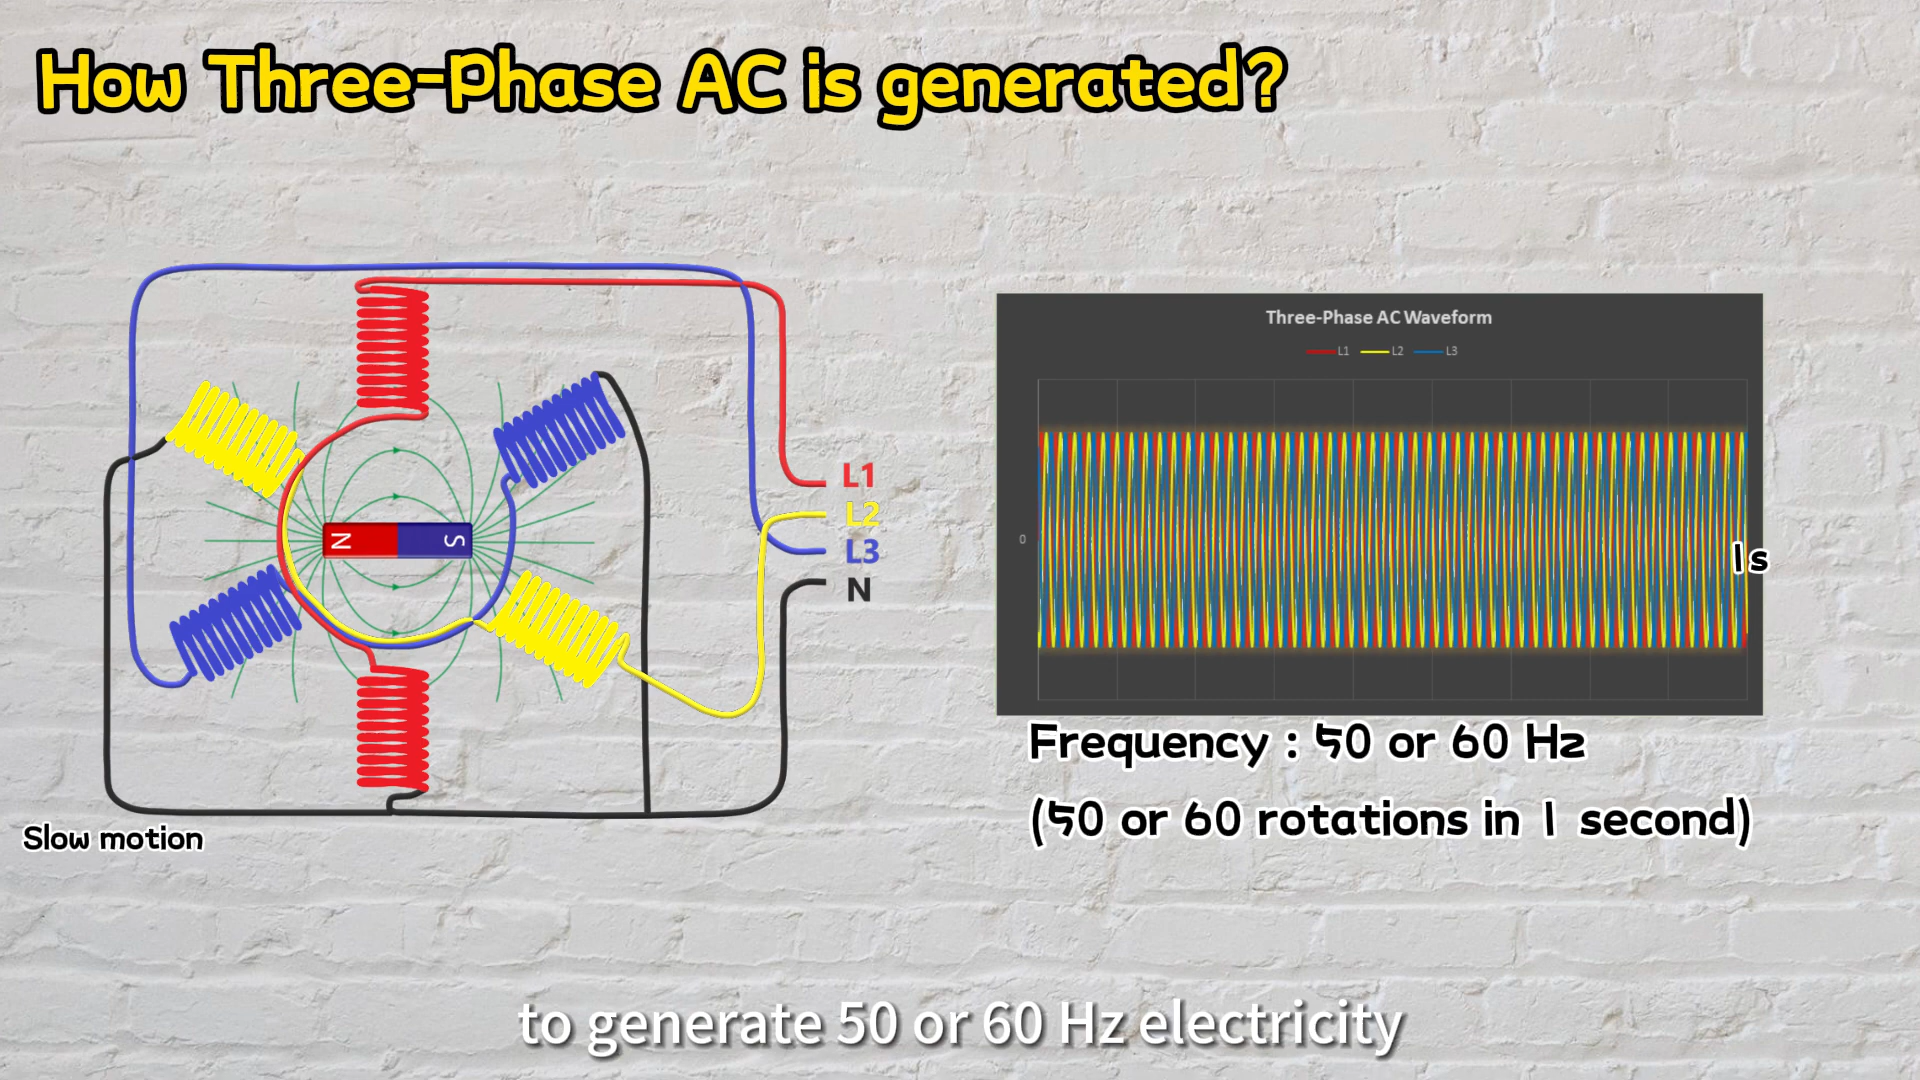 How Three-Phase AC is generated?
L1
L2
L3
N
N S
Slow motion
Three-Phase AC Waveform
L1 L2 L3
0
1s
Frequency : 50 or 60 Hz
(50 or 60 rotations in 1 second)
to generate 50 or 60 Hz electricity